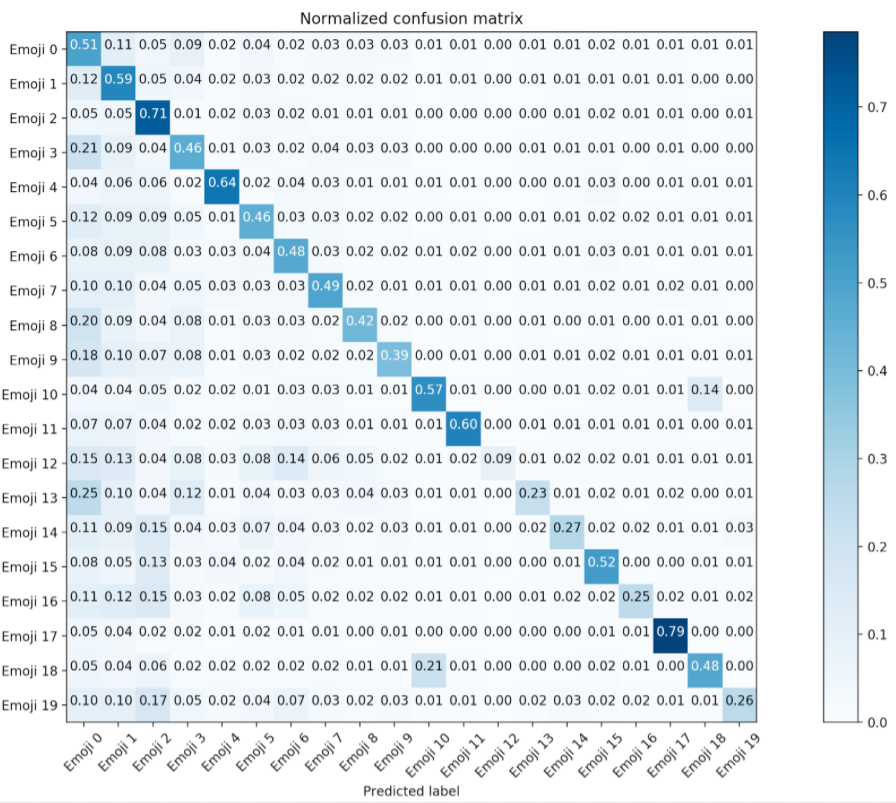 Normalized confusion matrix
Emoji 0 0.51 0.11 0.05 0.09 0.02 0.04 0.02 0.03 0.03 0.03 0.01 0.01 0.00 0.01 0.01 0.02 0.01 0.01 0.01 0.01
Emoji 1 0.12 0.59 0.05 0.04 0.02 0.03 0.02 0.02 0.02 0.02 0.01 0.01 0.00 0.01 0.01 0.01 0.01 0.01 0.00 0.00
Emoji 2 0.05 0.05 0.71 0.01 0.02 0.03 0.02 0.01 0.01 0.01 0.00 0.01 0.00 0.00 0.01 0.02 0.01 0.00 0.01 0.01
0.7
Emoji 3 0.21 0.09 0.04 0.46 0.01 0.03 0.02 0.04 0.03 0.03 0.00 0.01 0.00 0.01 0.00 0.01 0.00 0.01 0.00 0.00
Emoji 4 0.04 0.06 0.06 0.02 0.64 0.02 0.04 0.03 0.01 0.01 0.01 0.01 0.00 0.00 0.01 0.03 0.00 0.01 0.01 0.01
0.6
Emoji 5 0.12 0.09 0.09 0.05 0.01 0.46 0.03 0.03 0.02 0.02 0.00 0.01 0.00 0.01 0.01 0.02 0.02 0.01 0.01 0.01
Emoji 6 0.08 0.09 0.08 0.03 0.03 0.04 0.48 0.03 0.02 0.02 0.01 0.02 0.00 0.01 0.01 0.03 0.01 0.01 0.01 0.01
0.5
Emoji 7 0.10 0.10 0.04 0.05 0.03 0.03 0.03 0.49 0.02 0.01 0.01 0.01 0.00 0.01 0.01 0.02 0.01 0.02 0.01 0.00
Emoji 8 0.20 0.09 0.04 0.08 0.01 0.03 0.03 0.02 0.42 0.02 0.00 0.01 0.00 0.01 0.00 0.01 0.01 0.01 0.01 0.00
0.4
Emoji 9 0.18 0.10 0.07 0.08 0.01 0.03 0.02 0.02 0.02 0.39 0.00 0.01 0.00 0.01 0.01 0.02 0.01 0.01 0.01 0.01
Emoji 10 0.04 0.04 0.05 0.02 0.02 0.01 0.03 0.03 0.01 0.01 0.57 0.01 0.00 0.00 0.01 0.02 0.01 0.01 0.14 0.00
Emoji 11 0.07 0.07 0.04 0.02 0.02 0.03 0.03 0.03 0.01 0.01 0.01 0.60 0.00 0.01 0.01 0.01 0.01 0.01 0.00 0.01
0.3
Emoji 12 0.15 0.13 0.04 0.08 0.03 0.08 0.14 0.06 0.05 0.02 0.01 0.02 0.09 0.01 0.02 0.02 0.01 0.01 0.01 0.01
Emoji 13 0.25 0.10 0.04 0.12 0.01 0.04 0.03 0.03 0.04 0.03 0.01 0.01 0.00 0.23 0.01 0.02 0.01 0.02 0.00 0.01
0.2
Emoji 14 0.11 0.09 0.15 0.04 0.03 0.07 0.04 0.03 0.02 0.03 0.01 0.01 0.00 0.02 0.27 0.02 0.02 0.01 0.01 0.03
Emoji 15 0.08 0.05 0.13 0.03 0.04 0.02 0.04 0.02 0.01 0.01 0.01 0.01 0.00 0.00 0.01 0.52 0.00 0.00 0.01 0.01
Emoji 16 0.11 0.12 0.15 0.03 0.02 0.08 0.05 0.02 0.02 0.02 0.01 0.01 0.00 0.01 0.02 0.02 0.25 0.02 0.01 0.02
0.1
Emoji 17 0.05 0.04 0.02 0.02 0.01 0.02 0.01 0.01 0.00 0.01 0.00 0.00 0.00 0.00 0.00 0.01 0.01 0.79 0.00 0.00
Emoji 18 0.05 0.04 0.06 0.02 0.02 0.02 0.02 0.02 0.01 0.01 0.21 0.01 0.00 0.00 0.00 0.02 0.01 0.00 0.48 0.00
Emoji 19 0.10 0.10 0.17 0.05 0.02 0.04 0.07 0.03 0.02 0.03 0.01 0.01 0.00 0.02 0.03 0.02 0.02 0.01 0.01 0.26
0.0
Emoji 0 Emoji 1 Emoji 2 Emoji 3 Emoji 4 Emoji 5 Emoji 6 Emoji 7 Emoji 8 Emoji 9 Emoji 10 Emoji 11 Emoji 12 Emoji 13 Emoji 14 Emoji 15 Emoji 16 Emoji 17 Emoji 18 Emoji 19
Predicted label